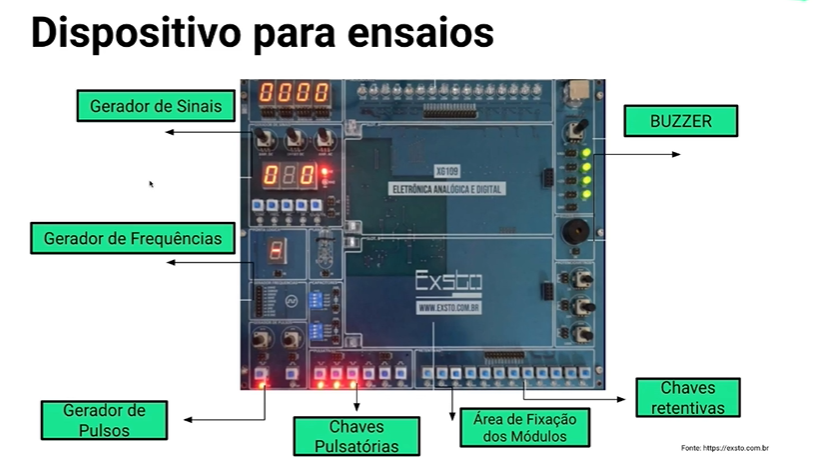 Dispositivo para ensaios
Gerador de Sinais
BUZZER
XG109
ELETRÔNICA ANALÓGICA E DIGITAL
Gerador de Frequências
Exsto
WWW.EXSTO.COM.BR
Gerador de
Pulsos
Chaves
Pulsatórias
Área de Fixação
dos Módulos
Chaves
retentivas
Fonte: https://exsto.com.br